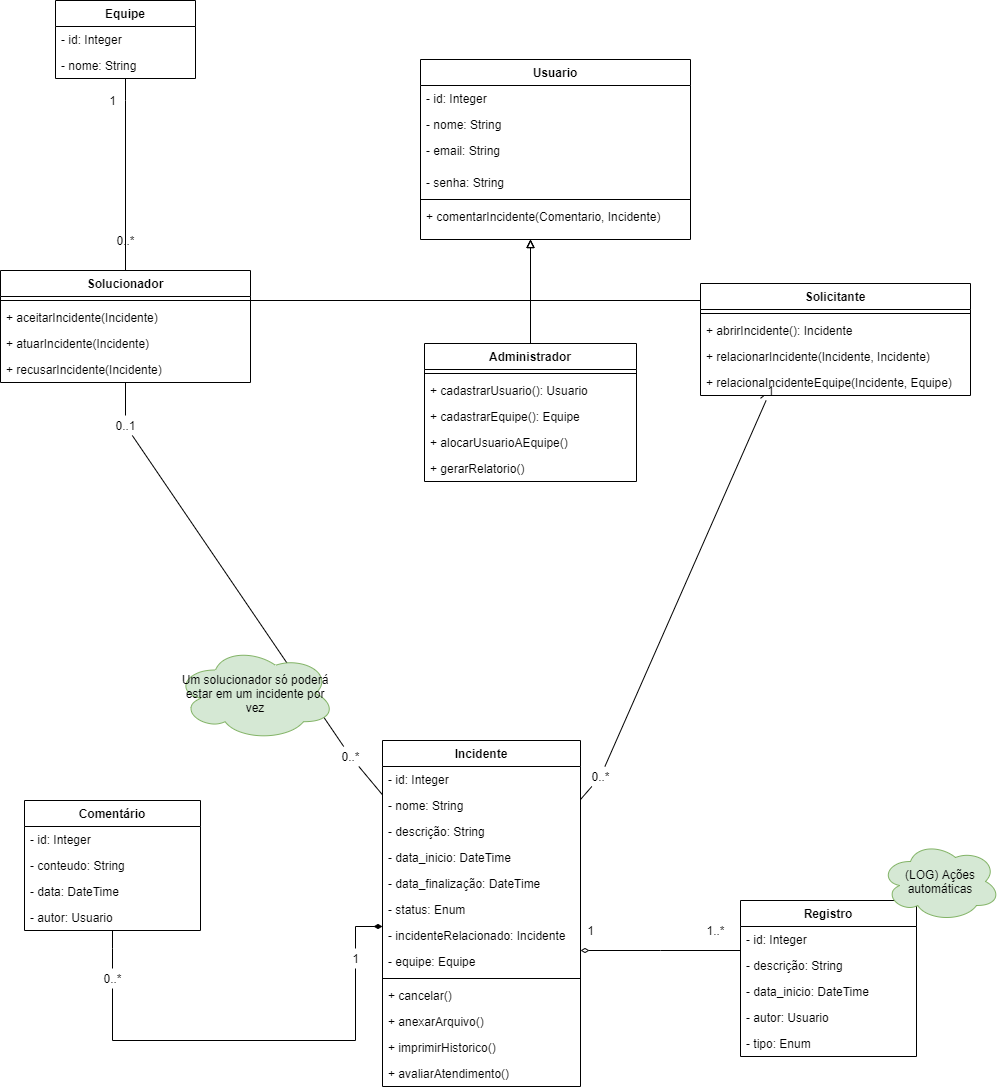 Equipe
- id: Integer
- nome: String
1
0..*
Usuario
- id: Integer
- nome: String
- email: String
- senha: String
+ comentarIncidente(Comentario, Incidente)
Solucionador
+ aceitarIncidente(Incidente)
+ atuarIncidente(Incidente)
+ recusarIncidente(Incidente)
0..1
Administrador
+ cadastrarUsuario(): Usuario
+ cadastrarEquipe(): Equipe
+ alocarUsuarioAEquipe()
+ gerarRelatorio()
Solicitante
+ abrirIncidente(): Incidente
+ relacionarIncidente(Incidente, Incidente)
+ relacionaIncidenteEquipe(Incidente, Equipe)
1
Um solucionador só poderá
estar em um incidente por
vez
0..*
0..*
Incidente
- id: Integer
- nome: String
- descrição: String
- data_inicio: DateTime
- data_finalização: DateTime
- status: Enum
- incidenteRelacionado: Incidente
- equipe: Equipe
+ cancelar()
+ anexarArquivo()
+ imprimirHistorico()
+ avaliarAtendimento()
Comentário
- id: Integer
- conteudo: String
- data: DateTime
- autor: Usuario
0..*
1
1
1..*
(LOG) Ações
automáticas
Registro
- id: Integer
- descrição: String
- data_inicio: DateTime
- autor: Usuario
- tipo: Enum